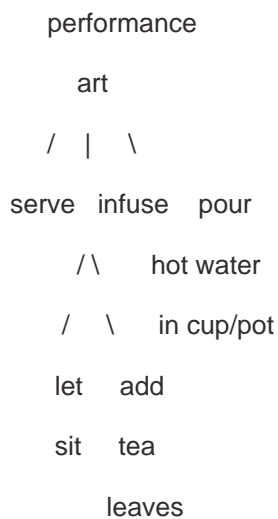 performance
art
/ | \
serve infuse pour
/ \ hot water
/ \ in cup/pot
let add
sit tea
leaves